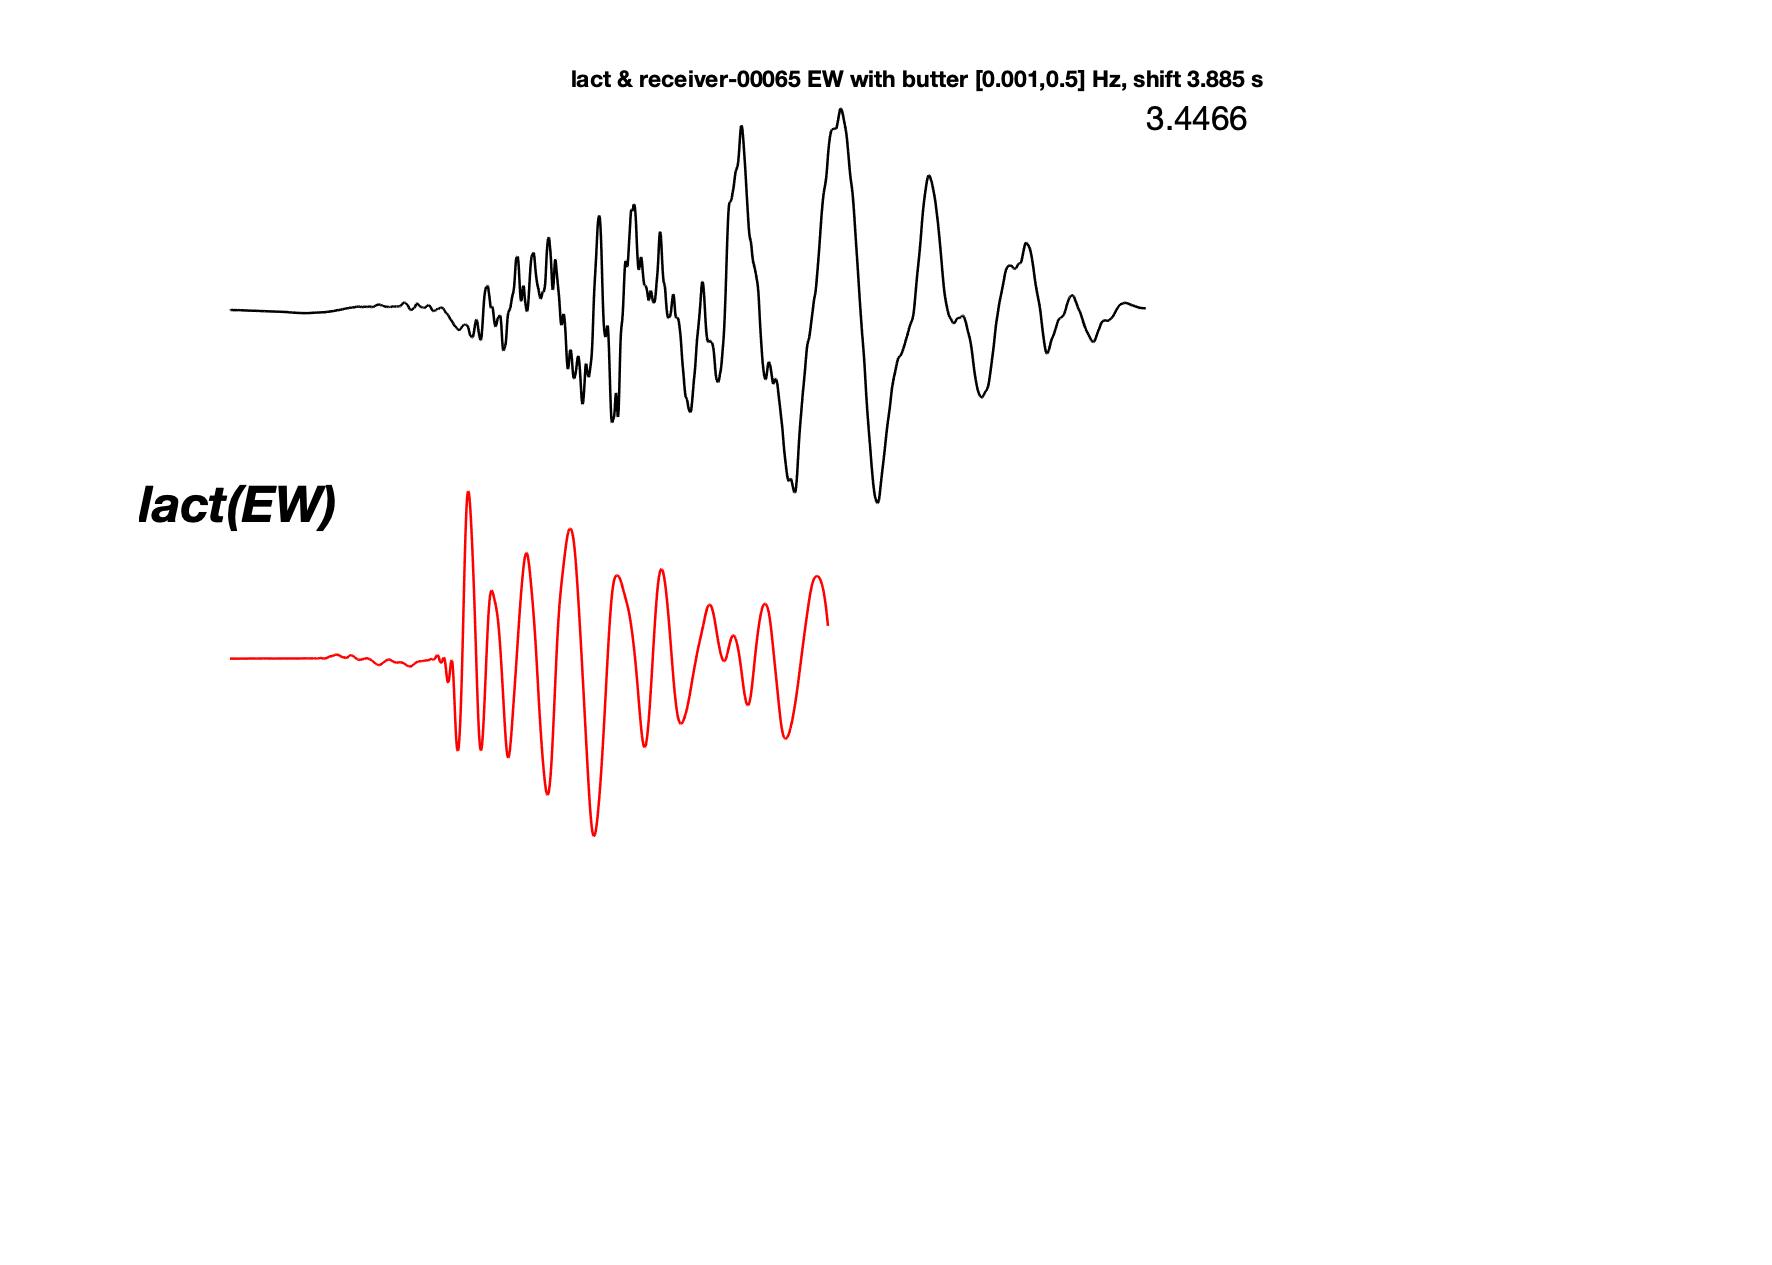 lact & receiver-00065 EW with butter [0.001,0.5] Hz, shift 3.885 s
3.4466
lact(EW)